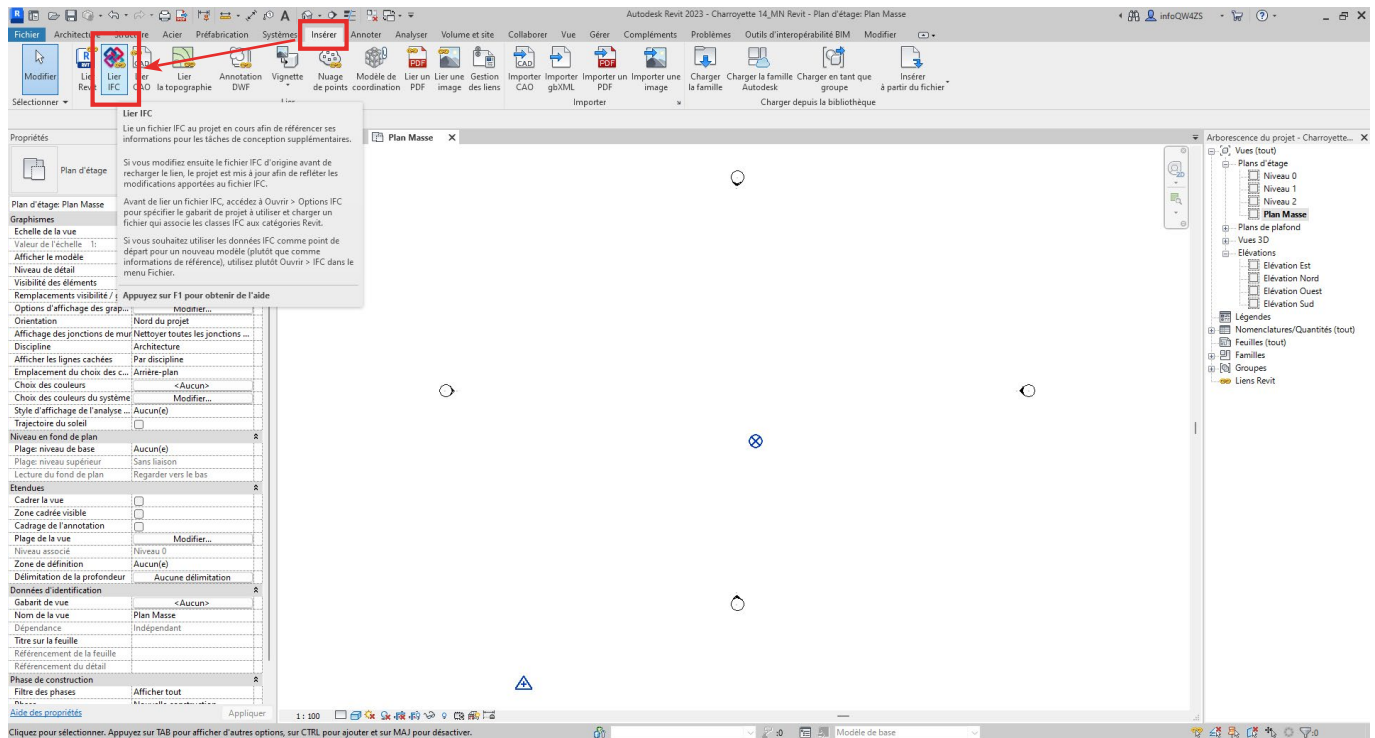 Autodesk Revit 2023 - Charroyette 14_MN Revit - Plan d'étage: Plan Masse
infoQW4ZS
Fichier Architecture Structure Acier Préfabrication Systèmes Insérer Annoter Analyser Volume et site Collaborer Vue Gérer Compléments Problèmes Outils d'interopérabilité BIM Modifier
Modifier
Lier IFC
Lier la topographie
Annotation DWF
Vignette
Nuage de points
Modèle de coordination
Lier un PDF
Lier une image
Gestion des liens
Importer CAO
Importer gbXML
Importer un PDF
Importer une image
Charger la famille
Charger la famille Autodesk
Charger en tant que groupe
Insérer à partir du fichier
Sélectionner
Importer
Charger depuis la bibliothèque
Lier IFC
Lie un fichier IFC au projet en cours afin de référencer ses
informations pour les tâches de conception supplémentaires.
Si vous modifiez ensuite le fichier IFC d'origine avant de
recharger le lien, le projet est mis à jour afin de refléter les
modifications apportées au fichier IFC.
Avant de lier un fichier IFC, accédez à Ouvrir > Options IFC
pour spécifier le gabarit de projet à utiliser et charger un
fichier qui associe les classes IFC aux catégories Revit.
Si vous souhaitez utiliser les données IFC comme point de
départ pour un nouveau modèle (plutôt que comme
informations de référence), utilisez plutôt Ouvrir > IFC dans le
menu Fichier.
Appuyez sur F1 pour obtenir de l'aide
Propriétés
Plan d'étage
Plan d'étage: Plan Masse
Graphismes
Echelle de la vue
Valeur de l'échelle 1:
Afficher le modèle
Niveau de détail
Visibilité des éléments
Remplacements visibilité /
Options d'affichage des grap... Modifier...
Orientation Nord du projet
Affichage des jonctions de mur Nettoyer toutes les jonctions ...
Discipline Architecture
Afficher les lignes cachées Par discipline
Emplacement du choix des c... Arrière-plan
Choix des couleurs <Aucun>
Choix des couleurs du système Modifier...
Style d'affichage de l'analyse ... Aucun(e)
Trajectoire du soleil
Niveau en fond de plan
Plage: niveau de base Aucun(e)
Plage: niveau supérieur Sans liaison
Lecture du fond de plan Regarder vers le bas
Etendues
Cadrer la vue
Zone cadrée visible
Cadrage de l'annotation
Plage de la vue Modifier...
Niveau associé Niveau 0
Zone de définition Aucun(e)
Délimitation de la profondeur Aucune délimitation
Données d'identification
Gabarit de vue <Aucun>
Nom de la vue Plan Masse
Dépendance Indépendant
Titre sur la feuille
Référencement de la feuille
Référencement du détail
Phase de construction
Filtre des phases Afficher tout
Aide des propriétés Appliquer
Plan Masse X
1 : 100
Arborescence du projet - Charroyette... X
Vues (tout)
Plans d'étage
Niveau 0
Niveau 1
Niveau 2
Plan Masse
Plans de plafond
Vues 3D
Elévations
Elévation Est
Elévation Nord
Elévation Ouest
Elévation Sud
Légendes
Nomenclatures/Quantités (tout)
Feuilles (tout)
Familles
Groupes
Liens Revit
Cliquez pour sélectionner. Appuyez sur TAB pour afficher d'autres options, sur CTRL pour ajouter et sur MAJ pour désactiver.
:0 Modèle de base :0